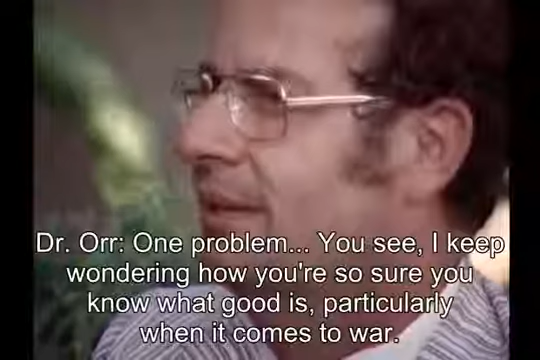 Dr. Orr: One problem... You see, I keep
wondering how you're so sure you
know what good is, particularly
when it comes to war.